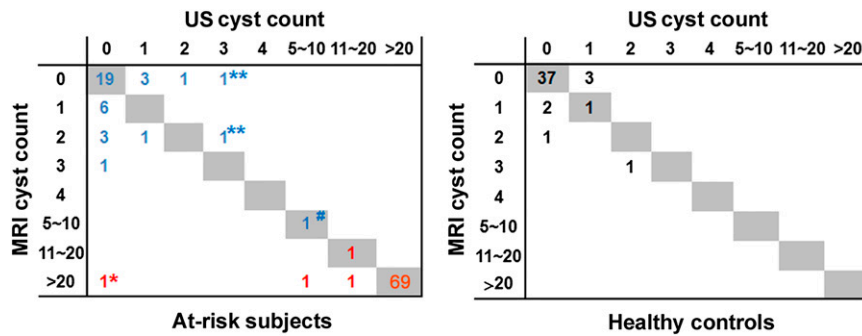 US cyst count
US cyst count
0 1 2 3 4 5~10 11~20 >20
0 1 2 3 4 5~10 11~20 >20
MRI cyst count
0 19 3 1 1**
1 6
2 3 1 1**
3 1
4
5~10 1#
11~20 1
>20 1* 1 1 69
At-risk subjects
MRI cyst count
0 37 3
1 2 1
2 1
3 1
4
5~10
11~20
>20
Healthy controls